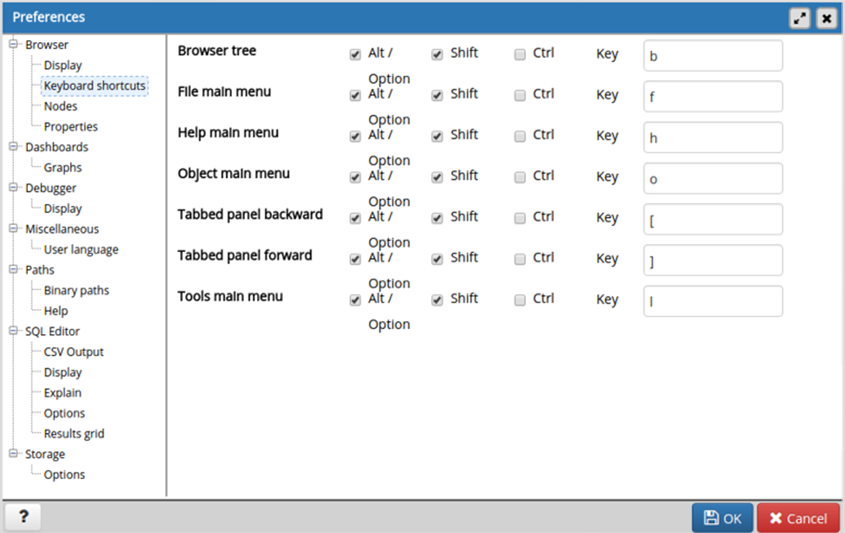 Preferences
Browser
Display
Keyboard shortcuts
Nodes
Properties
Dashboards
Graphs
Debugger
Display
Miscellaneous
User language
Paths
Binary paths
Help
SQL Editor
CSV Output
Display
Explain
Options
Results grid
Storage
Options
Browser tree Alt / Option Shift Ctrl Key b
File main menu Alt / Option Shift Ctrl Key f
Help main menu Alt / Option Shift Ctrl Key h
Object main menu Alt / Option Shift Ctrl Key o
Tabbed panel backward Alt / Option Shift Ctrl Key [
Tabbed panel forward Alt / Option Shift Ctrl Key ]
Tools main menu Alt / Option Shift Ctrl Key l
? OK Cancel